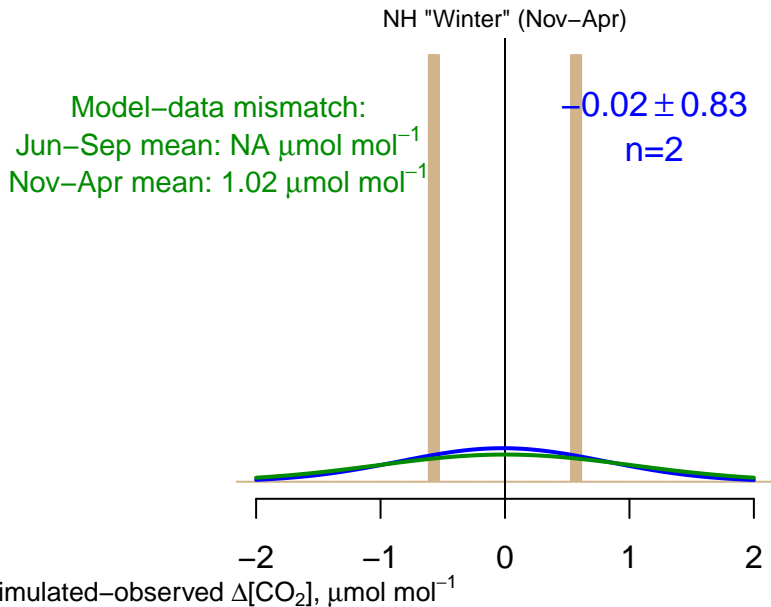 NH "Winter" (Nov−Apr)
Model−data mismatch:
Jun−Sep mean: NA μmol mol⁻¹
Nov−Apr mean: 1.02 μmol mol⁻¹
−0.02 ± 0.83
n=2
−2 −1 0 1 2
imulated−observed Δ[CO₂], μmol mol⁻¹